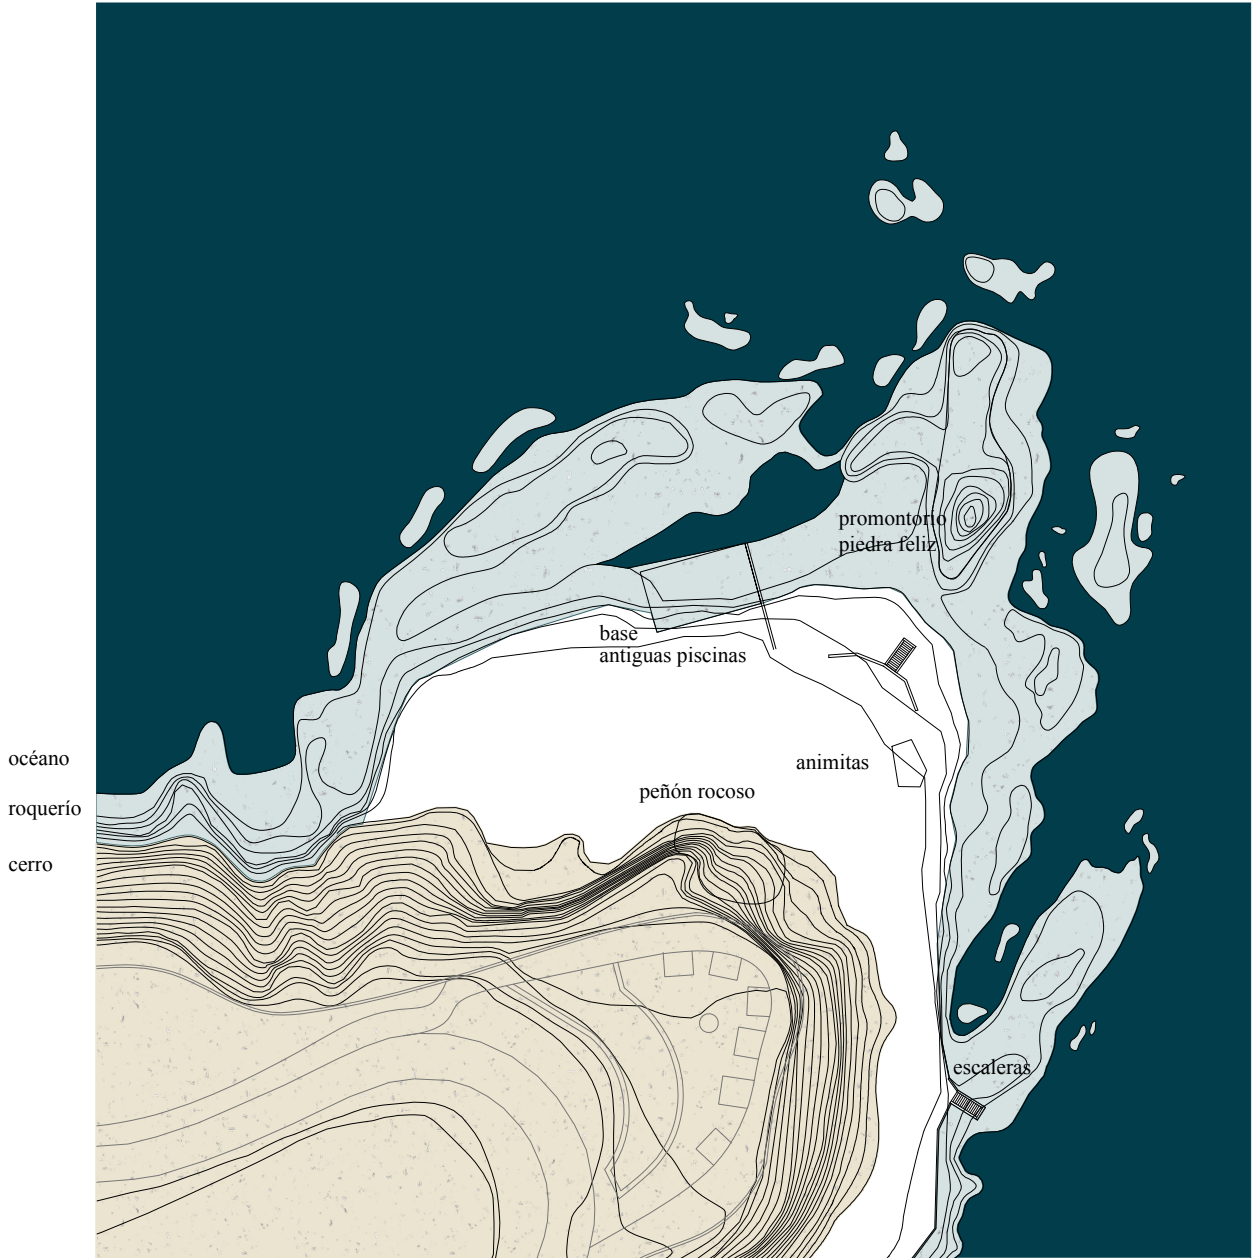 promontorio
piedra feliz
base
antiguas piscinas
océano
animitas
peñón rocoso
roquerío
cerro
escaleras